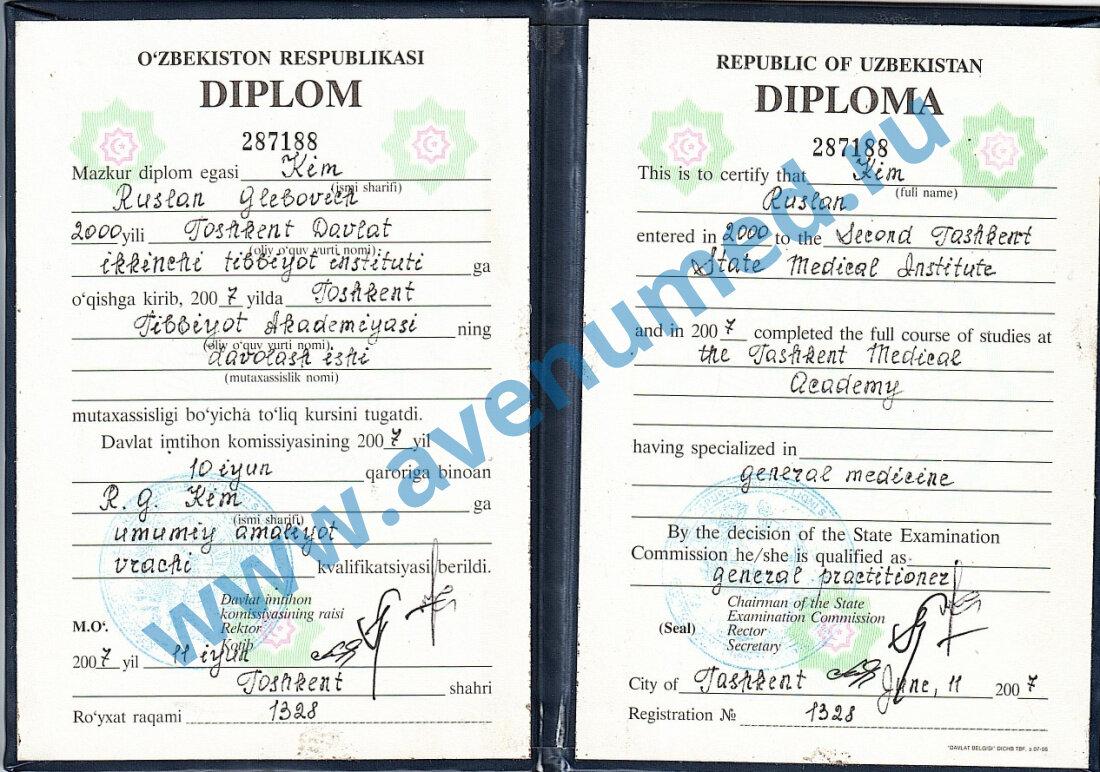 O‘ZBEKISTON RESPUBLIKASI
DIPLOM
287188
Mazkur diplom egasi Kim
(ismi sharifi)
Ruslan Glebovich
2000 yili Toshkent Davlat
(oliy o‘quv yurti nomi)
ikkinchi tibbiyot instituti ga
o‘qishga kirib, 2007 yilda Toshkent
Tibbiyot Akademiyasi ning
(oliy o‘quv yurti nomi)
davolash ishi
(mutaxassislik nomi)
mutaxassisligi bo‘yicha to‘liq kursini tugatdi.
Davlat imtihon komissiyasining 2007 yil
10 iyun qaroriga binoan
R. G. Kim ga
(ismi sharifi)
umumiy amaliyot
vrachi kvalifikatsiyasi berildi.
Davlat imtihon
komissiyasining raisi
M.O‘. Rektor
Kotib
2007 yil 11 iyun
Toshkent shahri
Ro‘yxat raqami 1328
REPUBLIC OF UZBEKISTAN
DIPLOMA
287188
This is to certify that Kim
(full name)
Ruslan
entered in 2000 to the Second Tashkent
State Medical Institute
and in 2007 completed the full course of studies at
the Tashkent Medical
Academy
having specialized in
general medicine
By the decision of the State Examination
Commission he/she is qualified as
general practitioner
Chairman of the State
Examination Commission
(Seal) Rector
Secretary
City of Tashkent June, 11 2007
Registration № 1328
"DAVLAT BELGISI" DICHB TBF, z.07-06
www.avenumed.ru